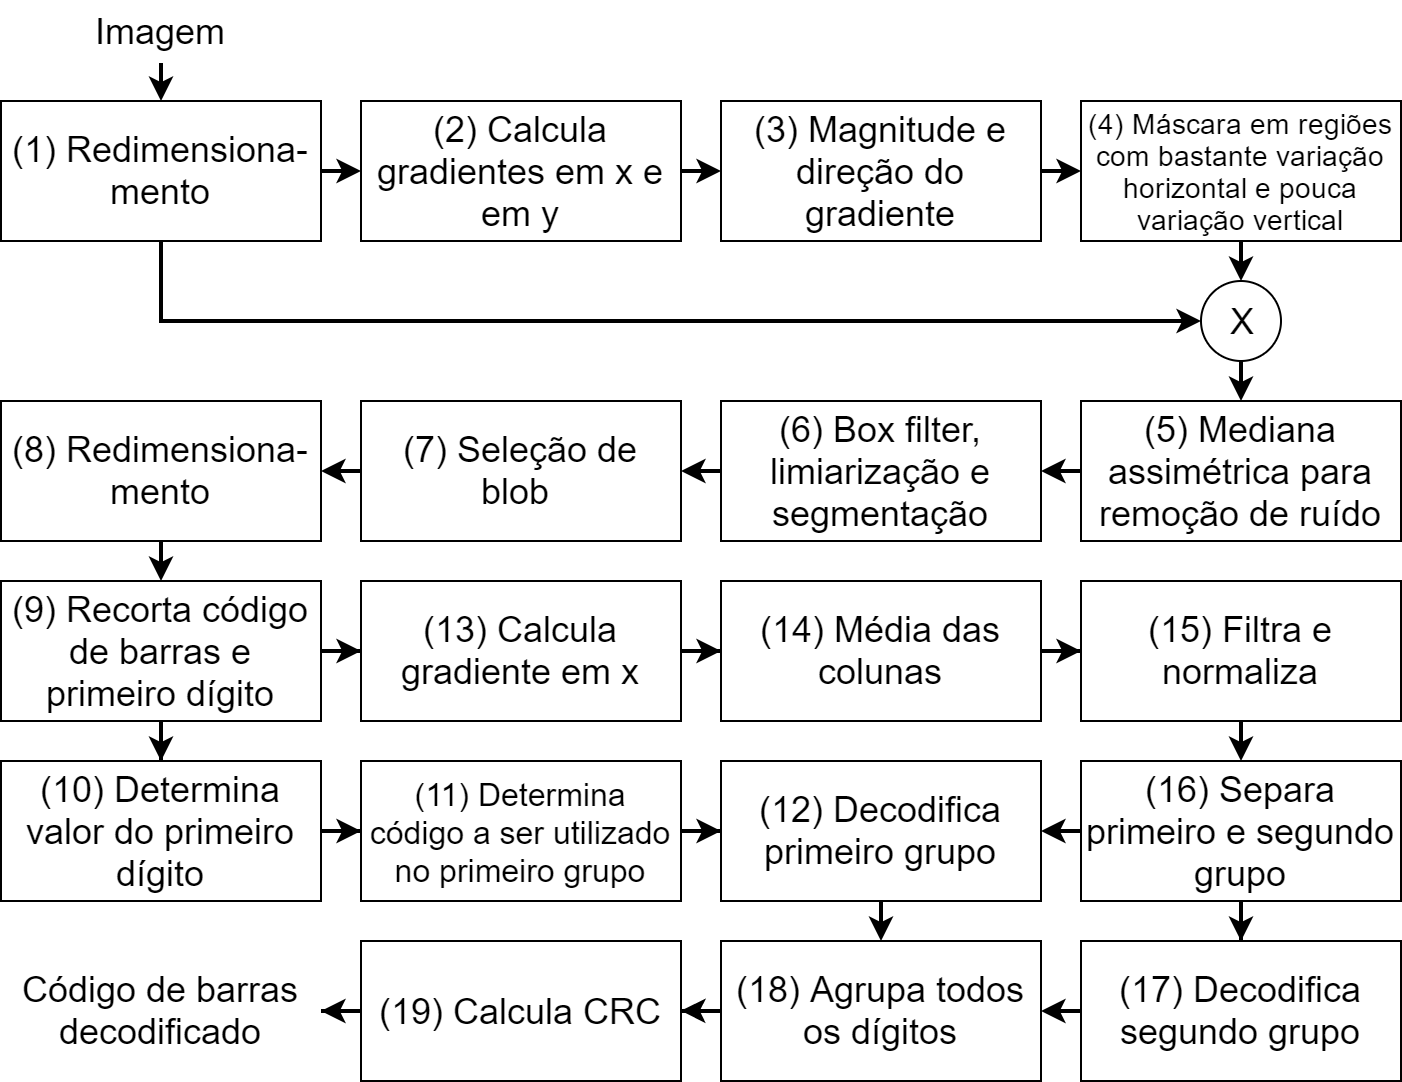 Imagem
(1) Redimensiona-
mento
(2) Calcula
gradientes em x e
em y
(3) Magnitude e
direção do
gradiente
(4) Máscara em regiões
com bastante variação
horizontal e pouca
variação vertical
X
(8) Redimensiona-
mento
(7) Seleção de
blob
(6) Box filter,
limiarização e
segmentação
(5) Mediana
assimétrica para
remoção de ruído
(9) Recorta código
de barras e
primeiro dígito
(13) Calcula
gradiente em x
(14) Média das
colunas
(15) Filtra e
normaliza
(10) Determina
valor do primeiro
dígito
(11) Determina
código a ser utilizado
no primeiro grupo
(12) Decodifica
primeiro grupo
(16) Separa
primeiro e segundo
grupo
Código de barras
decodificado
(19) Calcula CRC
(18) Agrupa todos
os dígitos
(17) Decodifica
segundo grupo